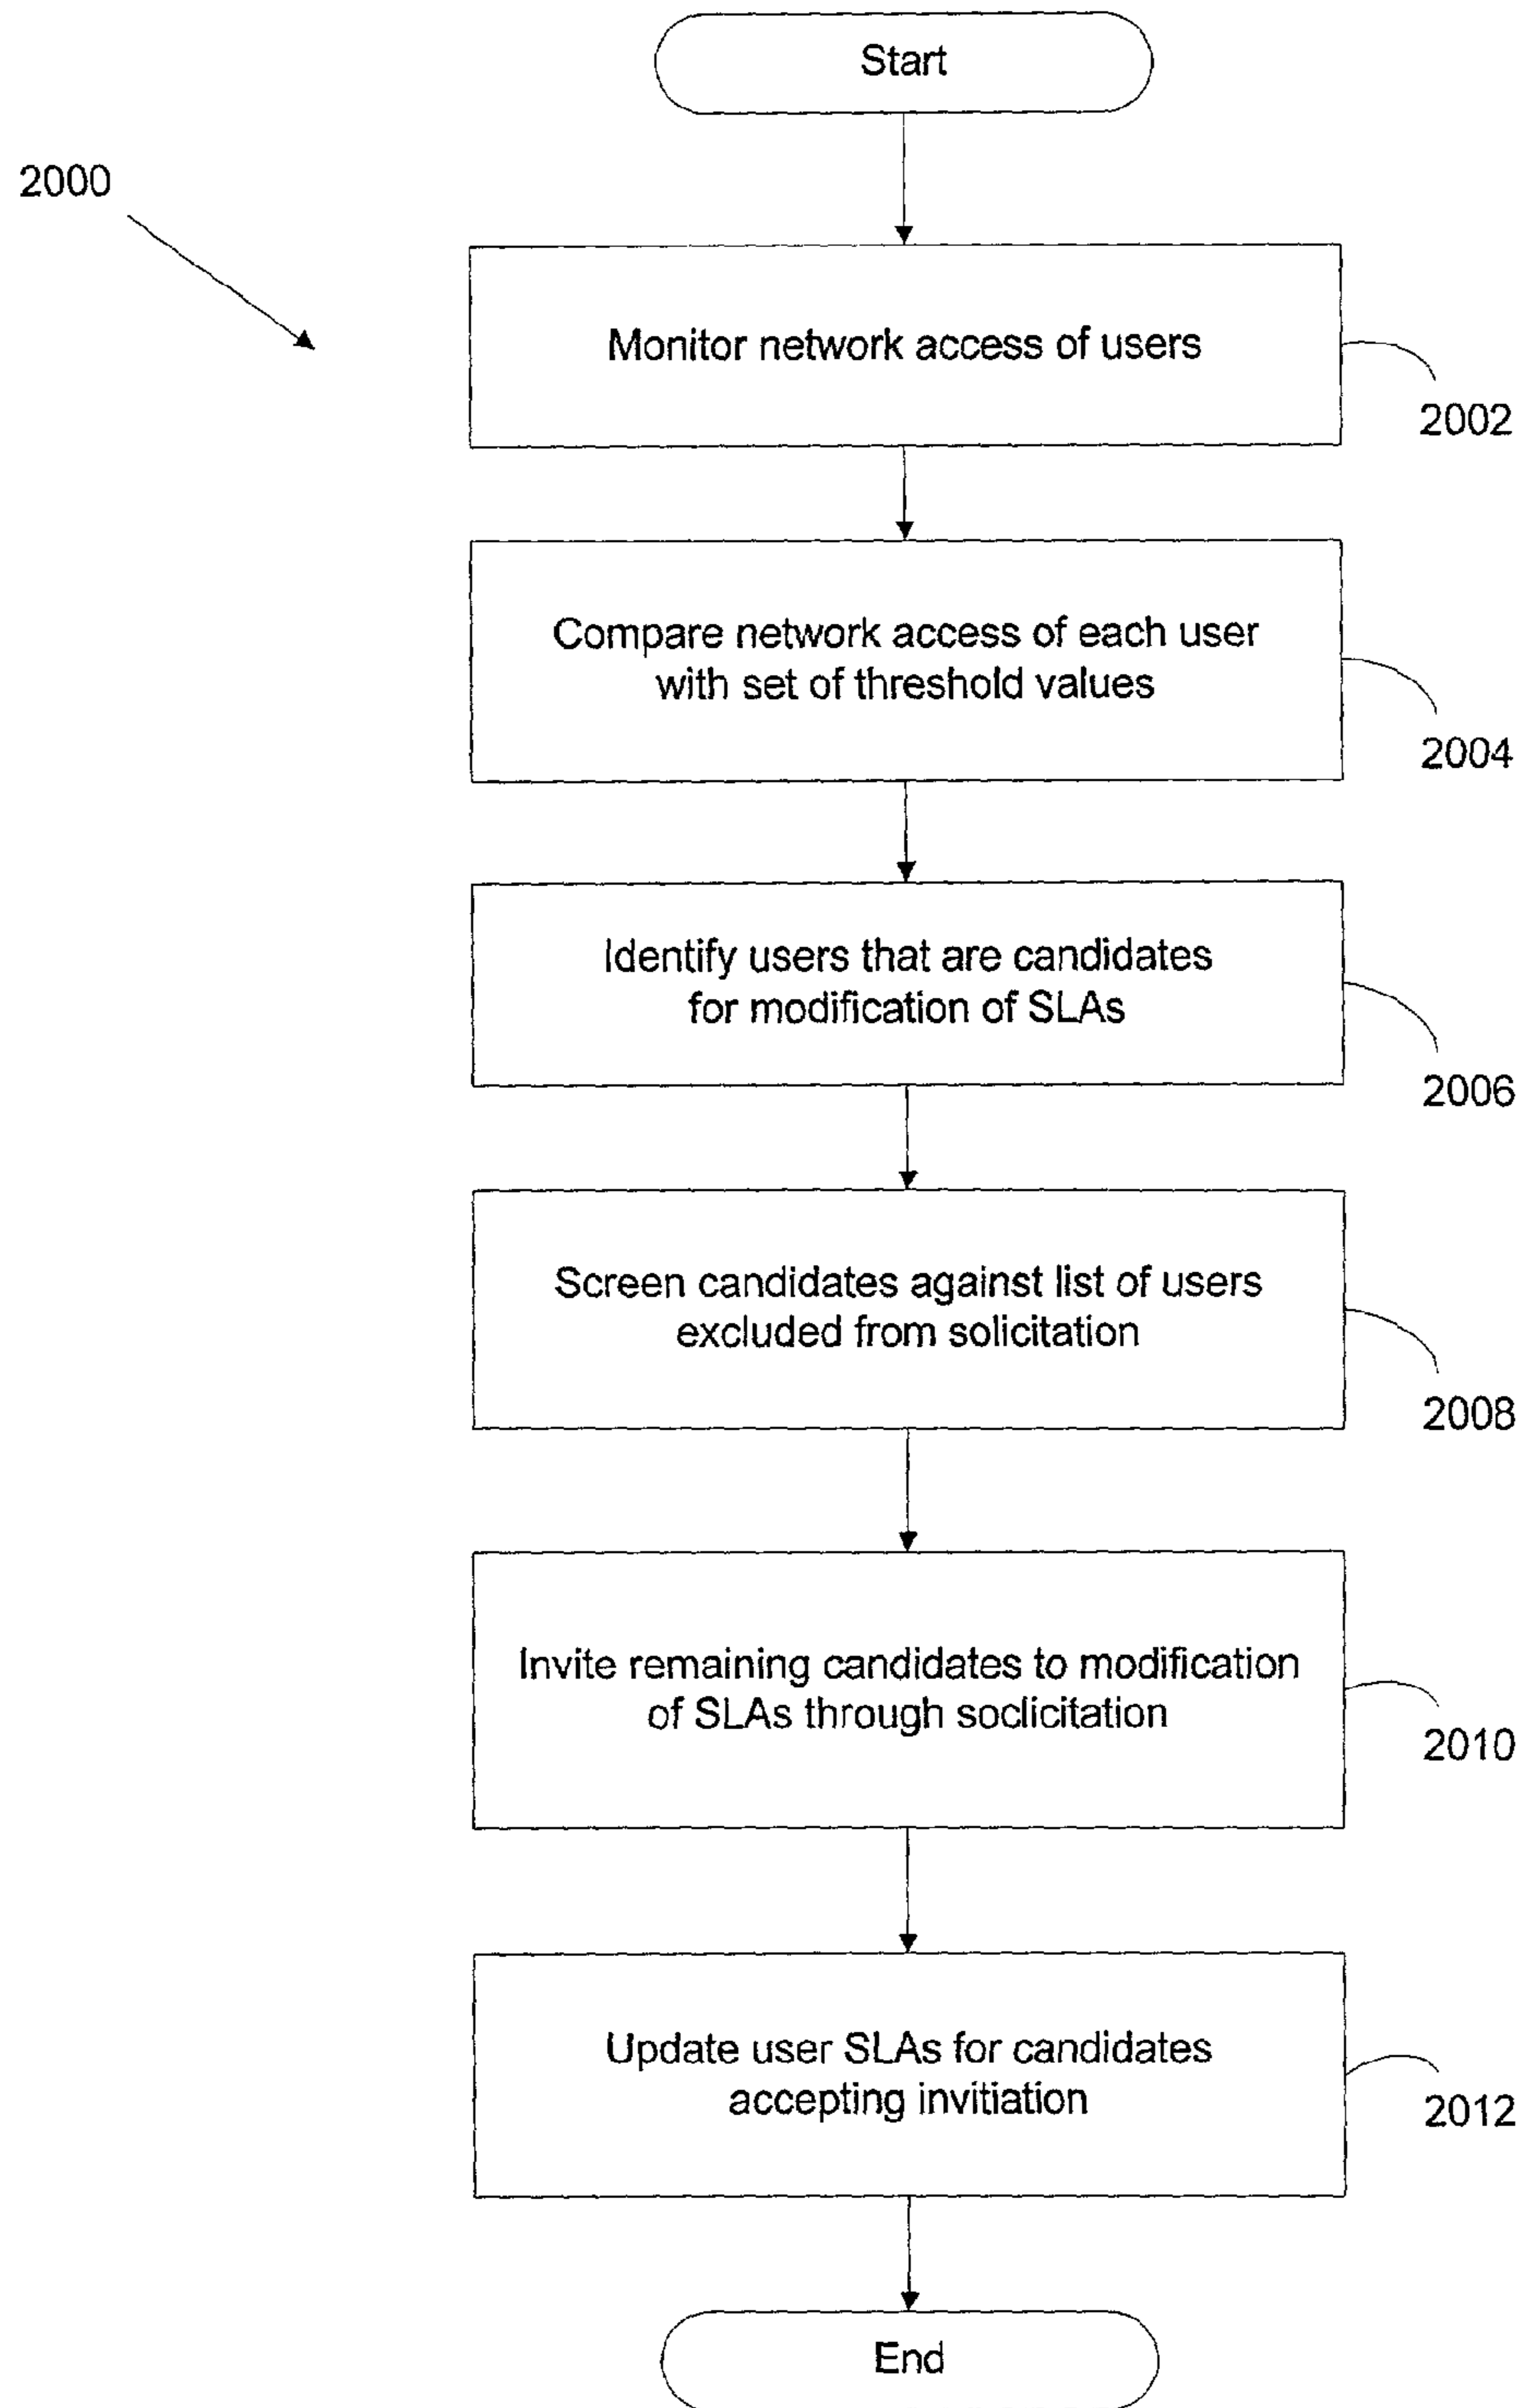 Start
2000
Monitor network access of users
2002
Compare network access of each user
with set of threshold values
2004
Identify users that are candidates
for modification of SLAs
2006
Screen candidates against list of users
excluded from solicitation
2008
Invite remaining candidates to modification
of SLAs through soclicitation
2010
Update user SLAs for candidates
accepting invitiation
2012
End